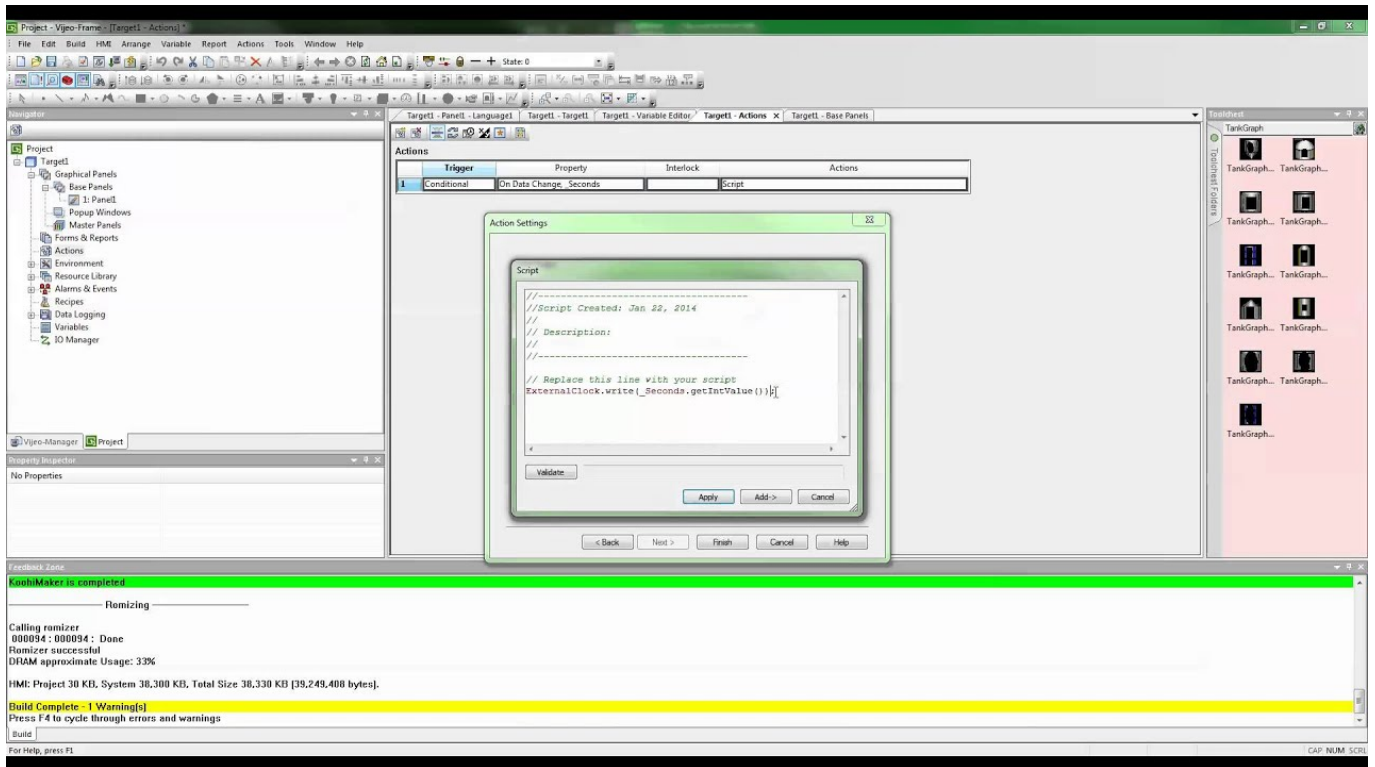 Project - Vijeo-Frame - [Target1 - Actions] *
File Edit Build HMI Arrange Variable Report Actions Tools Window Help
State: 0
Navigator
Project
Target1
Graphical Panels
Base Panels
1: Panel1
Popup Windows
Master Panels
Forms & Reports
Actions
Environment
Resource Library
Alarms & Events
Recipes
Data Logging
Variables
IO Manager
Vijeo-Manager Project
Property Inspector
No Properties
Target1 - Panel1 - Language1 Target1 - Target1 Target1 - Variable Editor Target1 - Actions X Target1 - Base Panels
Actions
Trigger Property Interlock Actions
1 Conditional On Data Change, _Seconds Script
Action Settings
Script
//--------------------------------------
//Script Created: Jan 22, 2014
//
// Description:
//
//--------------------------------------
// Replace this line with your script
ExternalClock.write(_Seconds.getIntValue());
Validate
Apply Add-> Cancel
< Back Next > Finish Cancel Help
Toolchest
Toolchest Folders
TankGraph
TankGraph... TankGraph...
TankGraph... TankGraph...
TankGraph... TankGraph...
TankGraph... TankGraph...
TankGraph... TankGraph...
TankGraph...
Feedback Zone
KoohiMaker is completed
Romizing
Calling romizer
000094 : 000094 : Done
Romizer successful
DRAM approximate Usage: 33%
HMI: Project 30 KB, System 38,300 KB, Total Size 38,330 KB (39,249,408 bytes).
Build Complete - 1 Warning(s)
Press F4 to cycle through errors and warnings
Build
For Help, press F1
CAP NUM SCRL